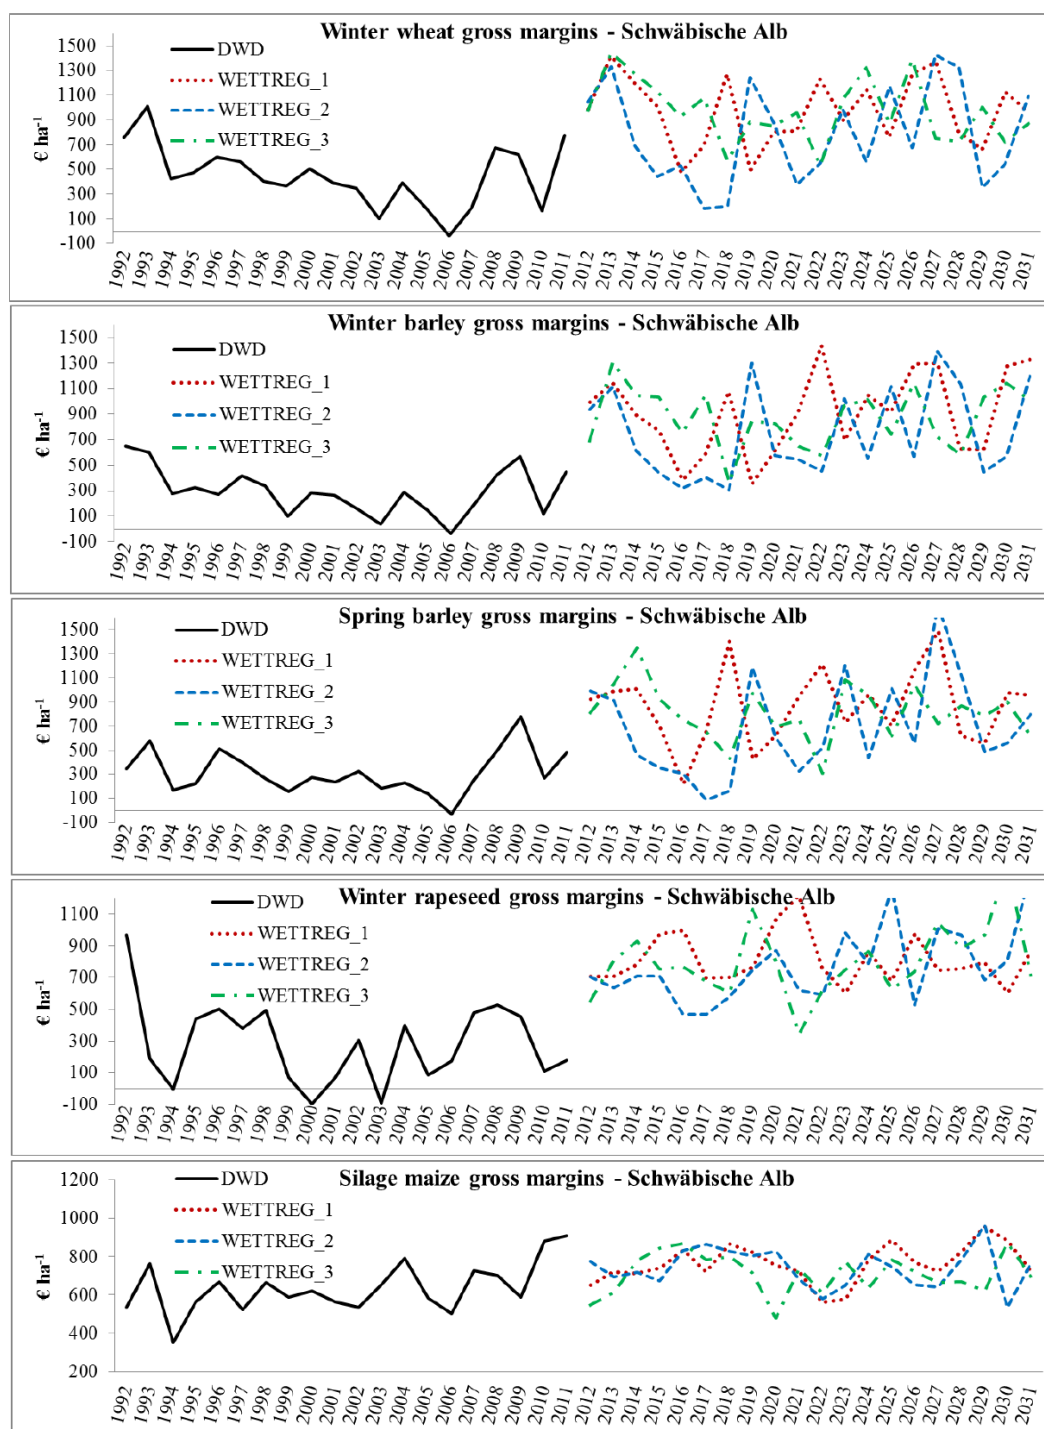 Winter wheat gross margins - Schwäbische Alb
€ ha-1
1500
1300
1100
900
700
500
300
100
-100
DWD
WETTREG_1
WETTREG_2
WETTREG_3
1992 1993 1994 1995 1996 1997 1998 1999 2000 2001 2002 2003 2004 2005 2006 2007 2008 2009 2010 2011 2012 2013 2014 2015 2016 2017 2018 2019 2020 2021 2022 2023 2024 2025 2026 2027 2028 2029 2030 2031
Winter barley gross margins - Schwäbische Alb
€ ha-1
1500
1300
1100
900
700
500
300
100
-100
DWD
WETTREG_1
WETTREG_2
WETTREG_3
1992 1993 1994 1995 1996 1997 1998 1999 2000 2001 2002 2003 2004 2005 2006 2007 2008 2009 2010 2011 2012 2013 2014 2015 2016 2017 2018 2019 2020 2021 2022 2023 2024 2025 2026 2027 2028 2029 2030 2031
Spring barley gross margins - Schwäbische Alb
€ ha-1
1500
1300
1100
900
700
500
300
100
-100
DWD
WETTREG_1
WETTREG_2
WETTREG_3
1992 1993 1994 1995 1996 1997 1998 1999 2000 2001 2002 2003 2004 2005 2006 2007 2008 2009 2010 2011 2012 2013 2014 2015 2016 2017 2018 2019 2020 2021 2022 2023 2024 2025 2026 2027 2028 2029 2030 2031
Winter rapeseed gross margins - Schwäbische Alb
€ ha-1
1100
900
700
500
300
100
-100
DWD
WETTREG_1
WETTREG_2
WETTREG_3
1992 1993 1994 1995 1996 1997 1998 1999 2000 2001 2002 2003 2004 2005 2006 2007 2008 2009 2010 2011 2012 2013 2014 2015 2016 2017 2018 2019 2020 2021 2022 2023 2024 2025 2026 2027 2028 2029 2030 2031
Silage maize gross margins - Schwäbische Alb
€ ha-1
1200
1000
800
600
400
200
DWD
WETTREG_1
WETTREG_2
WETTREG_3
1992 1993 1994 1995 1996 1997 1998 1999 2000 2001 2002 2003 2004 2005 2006 2007 2008 2009 2010 2011 2012 2013 2014 2015 2016 2017 2018 2019 2020 2021 2022 2023 2024 2025 2026 2027 2028 2029 2030 2031